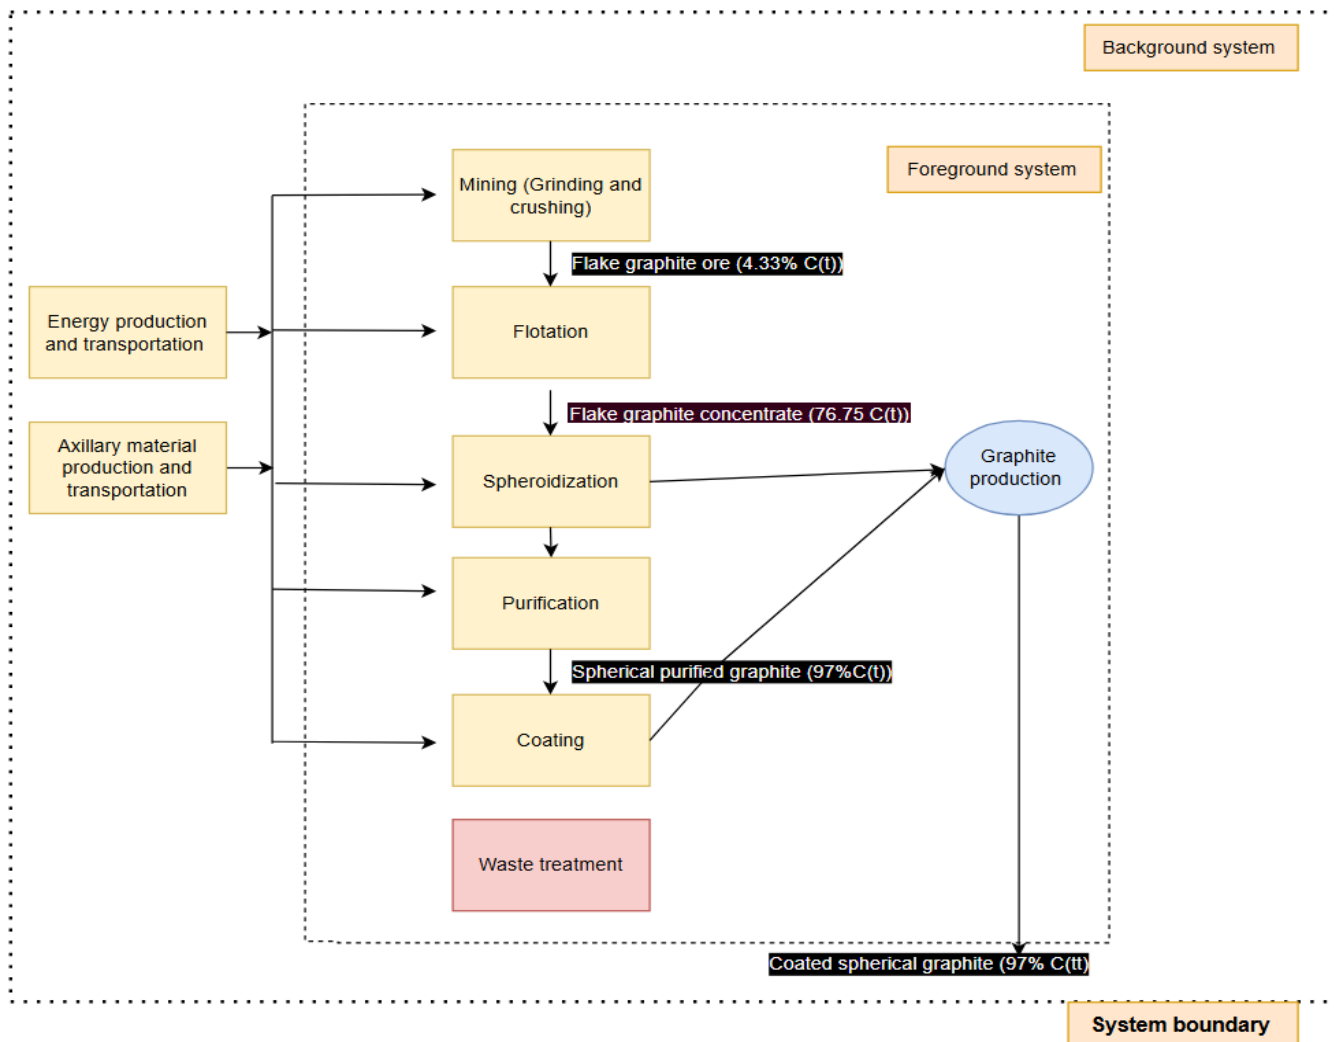 Background system
Foreground system
Mining (Grinding and
crushing)
Flake graphite ore (4.33% C(t))
Energy production
and transportation
Flotation
Flake graphite concentrate (76.75 C(t))
Axillary material
production and
transportation
Spheroidization
Graphite
production
Purification
Spherical purified graphite (97%C(t))
Coating
Waste treatment
Coated spherical graphite (97% C(tt)
System boundary